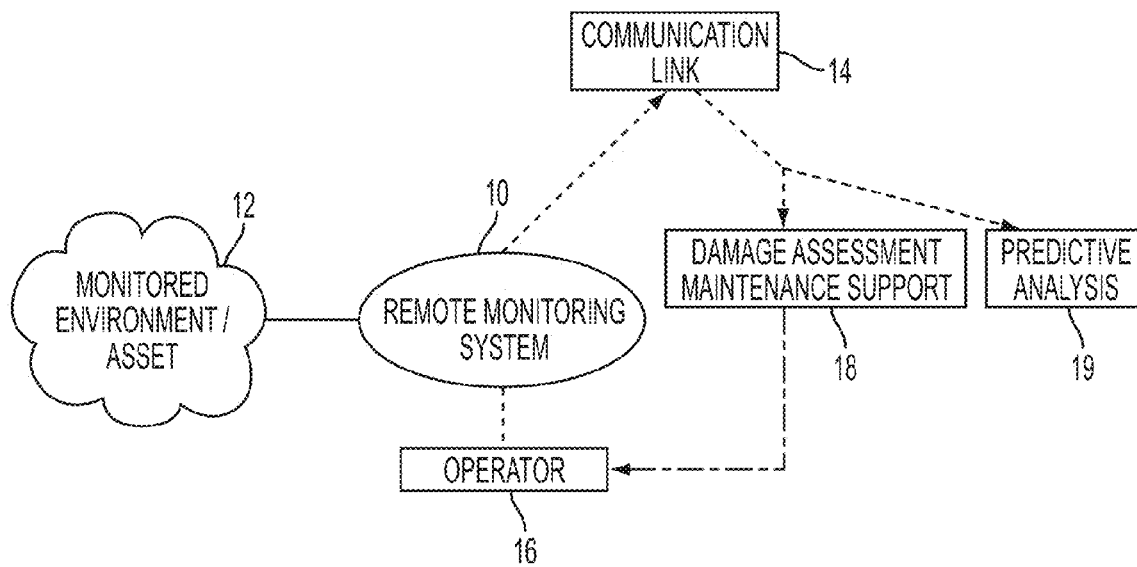 COMMUNICATION
LINK
14
10
12
MONITORED
ENVIRONMENT /
ASSET
REMOTE MONITORING
SYSTEM
DAMAGE ASSESSMENT
MAINTENANCE SUPPORT
PREDICTIVE
ANALYSIS
18
19
OPERATOR
16